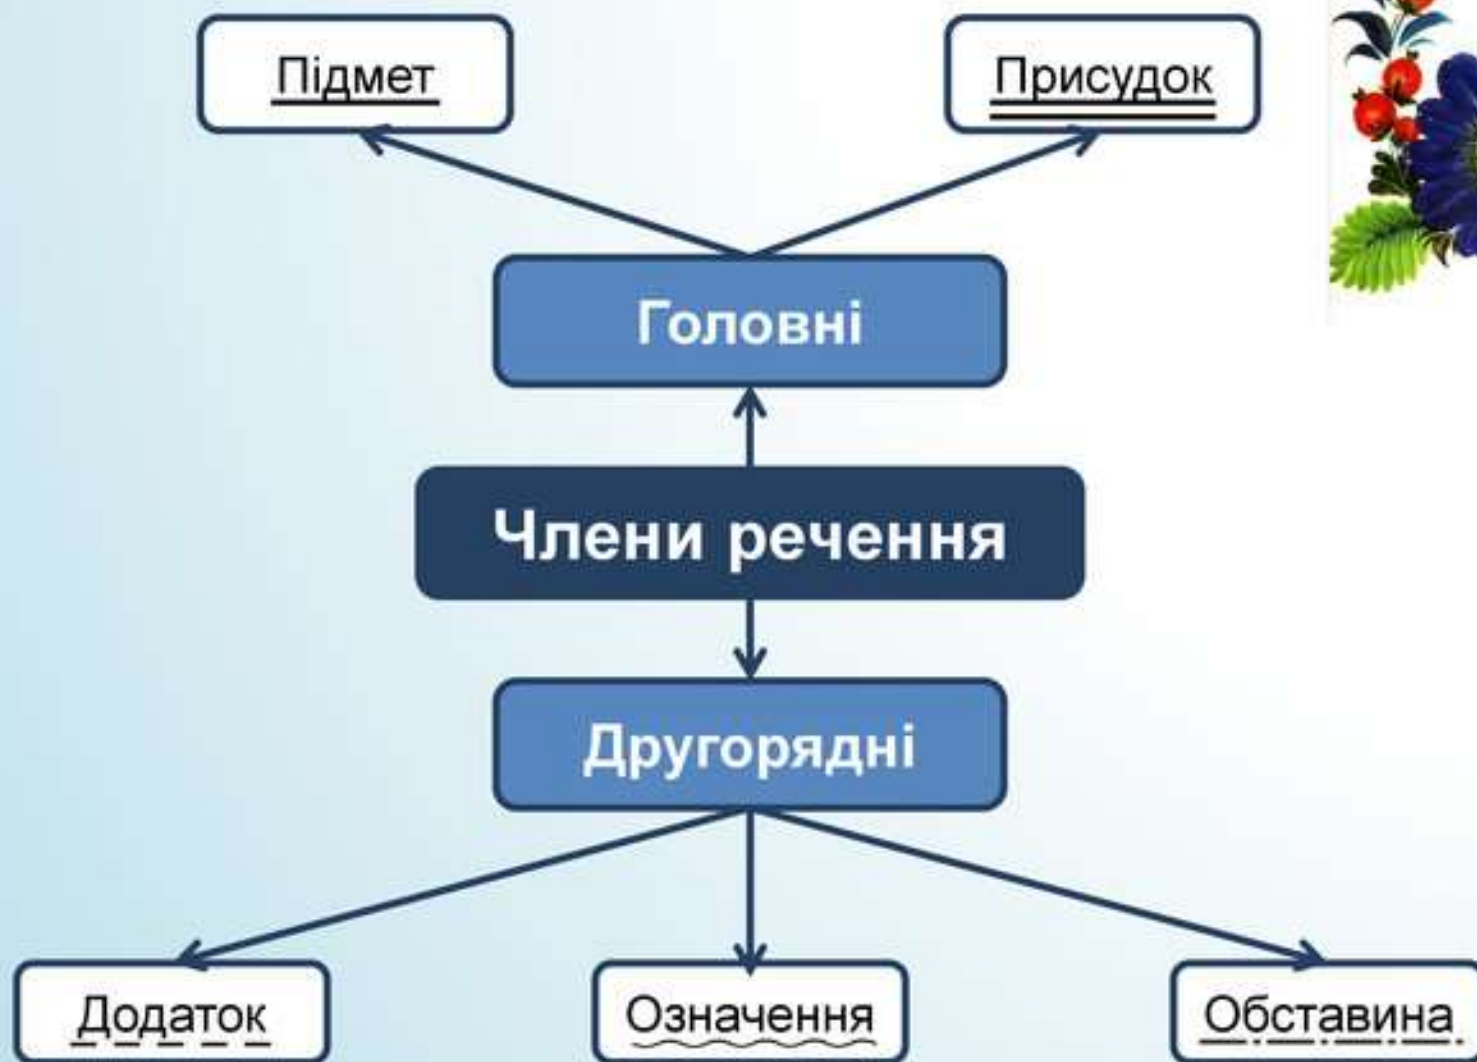 Підмет
Присудок
Головні
Члени речення
Другорядні
Додаток
Означення
Обставина